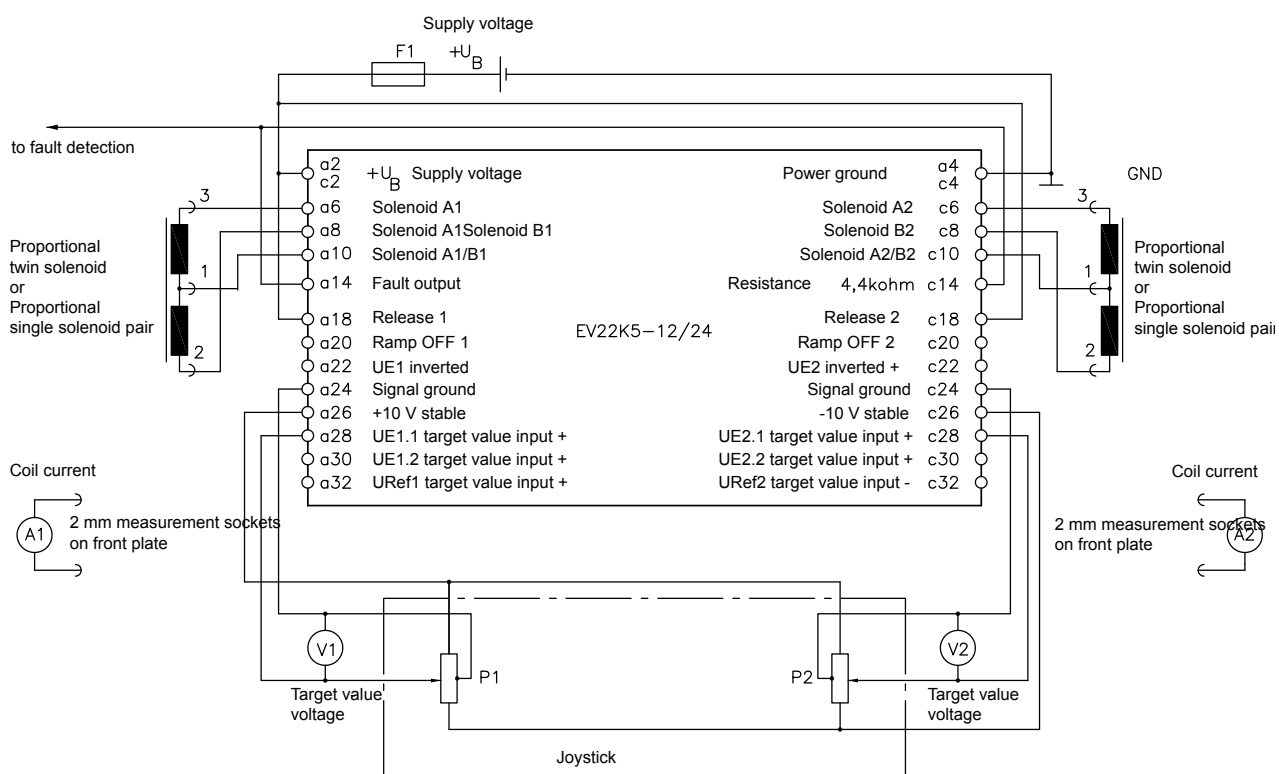 Supply voltage
F1
+U_B
to fault detection
a2
c2
+U_B Supply voltage
Power ground
a4
c4
GND
3
a6 Solenoid A1
Solenoid A2 c6
3
a8 Solenoid A1Solenoid B1
Solenoid B2 c8
Proportional
twin solenoid
or
Proportional
single solenoid pair
1
a10 Solenoid A1/B1
Solenoid A2/B2 c10
1
Proportional
twin solenoid
or
Proportional
single solenoid pair
a14 Fault output
Resistance 4,4kohm c14
a18 Release 1
EV22K5-12/24
Release 2 c18
2
a20 Ramp OFF 1
Ramp OFF 2 c20
2
a22 UE1 inverted
UE2 inverted + c22
a24 Signal ground
Signal ground c24
a26 +10 V stable
-10 V stable c26
a28 UE1.1 target value input +
UE2.1 target value input + c28
a30 UE1.2 target value input +
UE2.2 target value input + c30
a32 URef1 target value input +
URef2 target value input - c32
Coil current
A1
2 mm measurement sockets
on front plate
Coil current
2 mm measurement sockets
on front plate
A2
V1
Target value
voltage
P1
P2
V2
Target value
voltage
Joystick